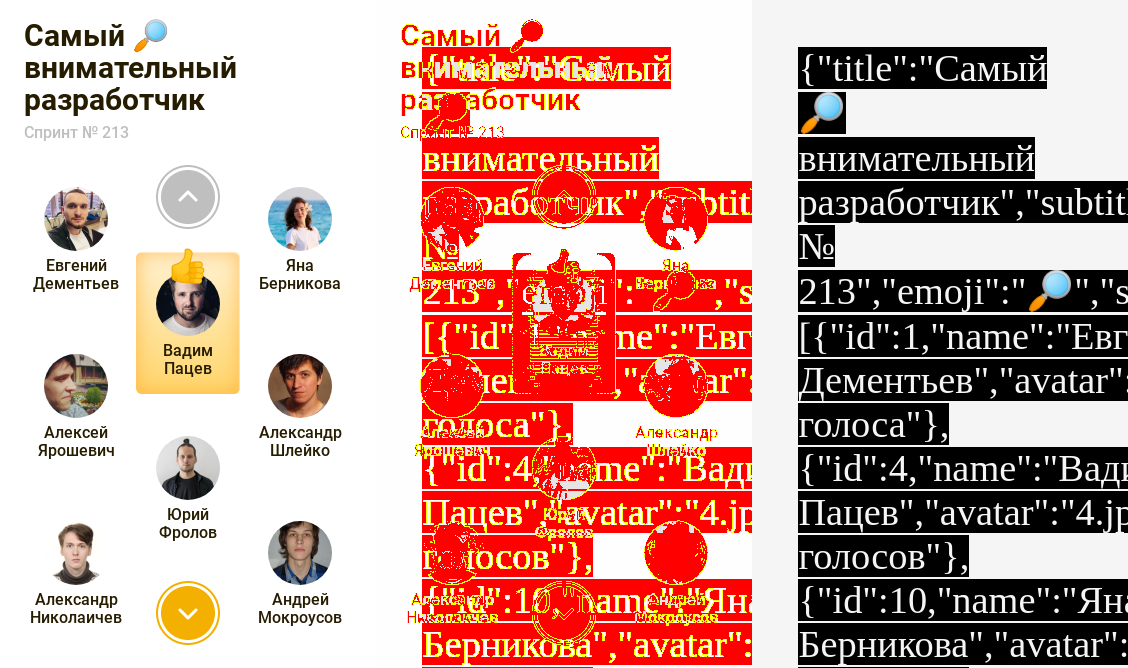 Самый 🔎
внимательный
разработчик
Спринт № 213
Евгений
Дементьев
Яна
Берникова
Вадим
Пацев
Алексей
Ярошевич
Александр
Шлейко
Юрий
Фролов
Александр
Николаичев
Андрей
Мокроусов
Самый
внимательный
разработчик
Спринт № 213
{"title":"Самый
внимательный
разработчик","subtitl
№
213","emoji":"🔎","s
[{"id":1,"name":"Евг
голоса"},
{"id":4,"name":"Вади
Пацев","avatar":"4.jp
голосов"},
{"id":10,"name":"Яна
Берникова","avatar":
Александр
Шлейко
{"title":"Самый
🔎
внимательный
разработчик","subtitl
№
213","emoji":"🔎","s
[{"id":1,"name":"Евг
Дементьев","avatar":
голоса"},
{"id":4,"name":"Вади
Пацев","avatar":"4.jp
голосов"},
{"id":10,"name":"Яна
Берникова","avatar":